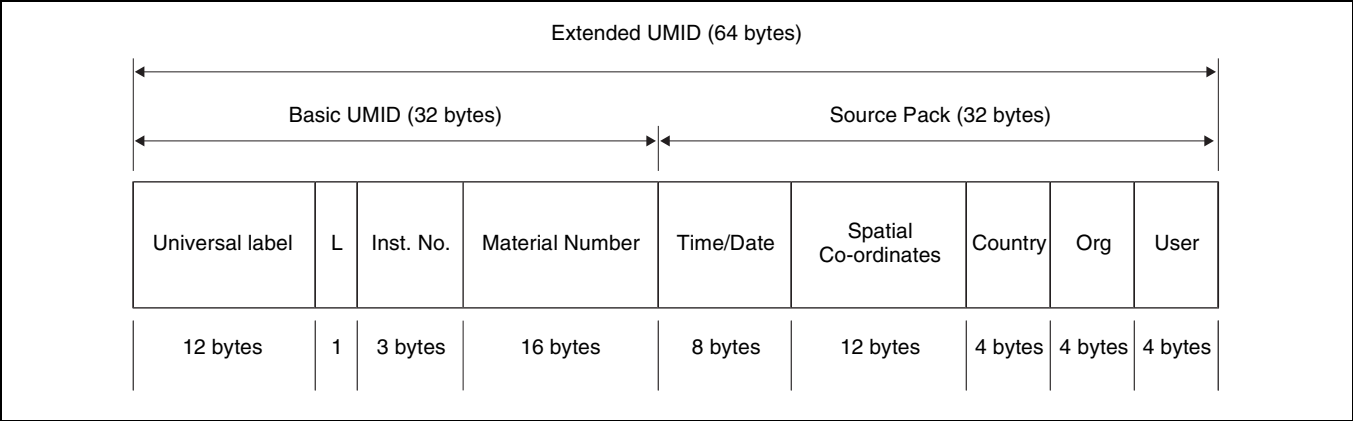 Extended UMID (64 bytes)
Basic UMID (32 bytes)
Source Pack (32 bytes)
Universal label
L
Inst. No.
Material Number
Time/Date
Spatial
Co-ordinates
Country
Org
User
12 bytes
1
3 bytes
16 bytes
8 bytes
12 bytes
4 bytes
4 bytes
4 bytes